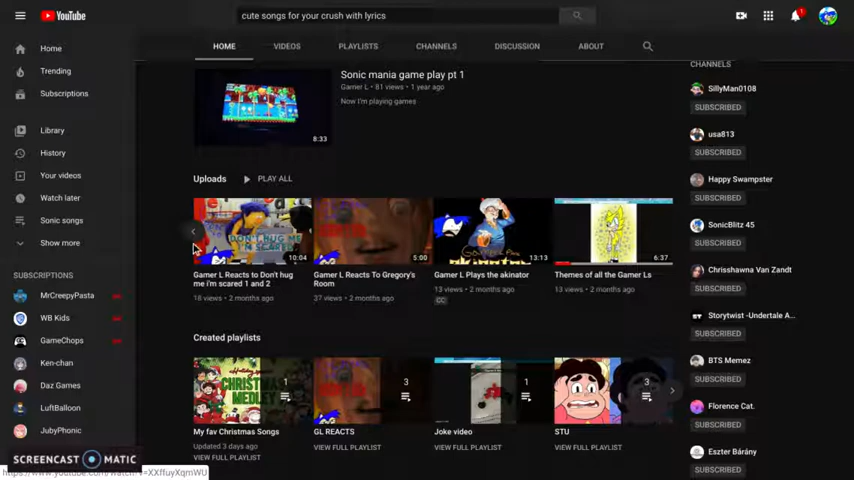 YouTube
cute songs for your crush with lyrics
1
HOME
VIDEOS
PLAYLISTS
CHANNELS
DISCUSSION
ABOUT
Home
Trending
Subscriptions
Library
History
Your videos
Watch later
Sonic songs
Show more
SUBSCRIPTIONS
MrCreepyPasta
WB Kids
GameChops
Ken-chan
Daz Games
LuftBalloon
JubyPhonic
SCREENCAST MATIC
Sonic mania game play pt 1
Gamer L • 81 views • 1 year ago
Now I'm playing games
8:33
Uploads
PLAY ALL
DON'T HUG ME
I'M SCARED
10:04
5:00
13:13
6:37
Gamer L Reacts to Don't hug
me i'm scared 1 and 2
18 views • 2 months ago
Gamer L Reacts To Gregory's
Room
37 views • 2 months ago
Gamer L Plays the akinator
13 views • 2 months ago
CC
Themes of all the Gamer Ls
13 views • 2 months ago
Created playlists
CHRISTMAS
MEDLEY
1
3
1
3
My fav Christmas Songs
Updated 3 days ago
VIEW FULL PLAYLIST
GL REACTS
VIEW FULL PLAYLIST
Joke video
VIEW FULL PLAYLIST
STU
VIEW FULL PLAYLIST
CHANNELS
SillyMan0108
SUBSCRIBED
usa813
SUBSCRIBED
Happy Swampster
SUBSCRIBED
SonicBlitz 45
SUBSCRIBED
Chrisshawna Van Zandt
SUBSCRIBED
Storytwist -Undertale A...
SUBSCRIBED
BTS Memez
SUBSCRIBED
Florence Cat.
SUBSCRIBED
Eszter Bárány
SUBSCRIBED